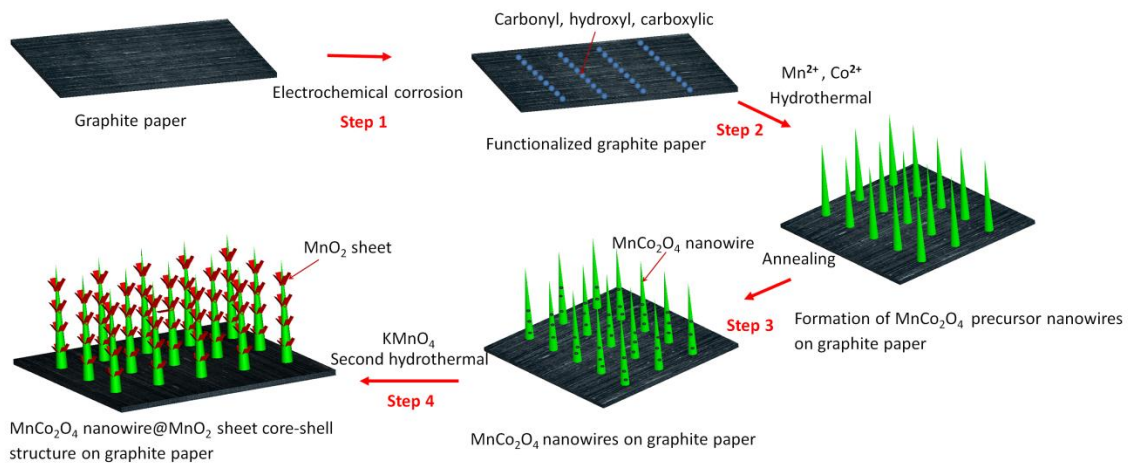 Graphite paper
Electrochemical corrosion
Step 1
Carbonyl, hydroxyl, carboxylic
Functionalized graphite paper
Mn²⁺ , Co²⁺
Hydrothermal
Step 2
Formation of MnCo₂O₄ precursor nanowires
on graphite paper
Annealing
Step 3
MnCo₂O₄ nanowire
MnCo₂O₄ nanowires on graphite paper
KMnO₄
Second hydrothermal
Step 4
MnO₂ sheet
MnCo₂O₄ nanowire@MnO₂ sheet core-shell
structure on graphite paper